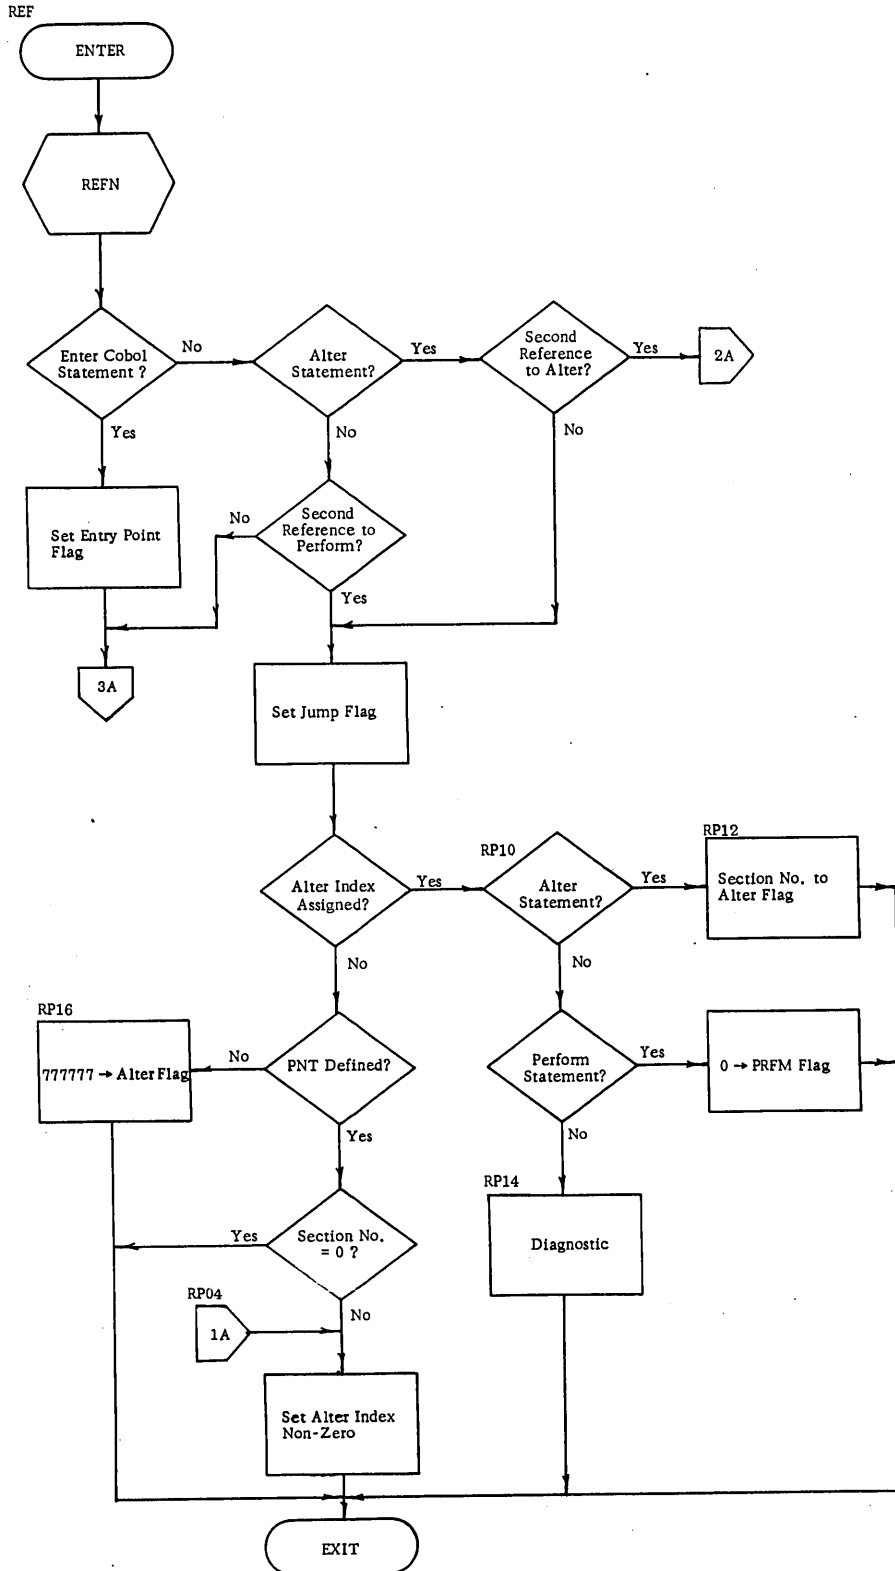 REF
ENTER
REFN
Enter Cobol
Statement ?
No
Alter
Statement?
Yes
Second
Reference
to Alter?
Yes
2A
Yes
No
No
Set Entry Point
Flag
No
Second
Reference to
Perform?
Yes
3A
Set Jump Flag
Alter Index
Assigned?
Yes
RP10
Alter
Statement?
Yes
RP12
Section No. to
Alter Flag
No
No
RP16
777777 → Alter Flag
No
PNT Defined?
Perform
Statement?
Yes
0 → PRFM Flag
Yes
No
RP14
Diagnostic
Yes
Section No.
= 0 ?
RP04
1A
No
Set Alter Index
Non-Zero
EXIT